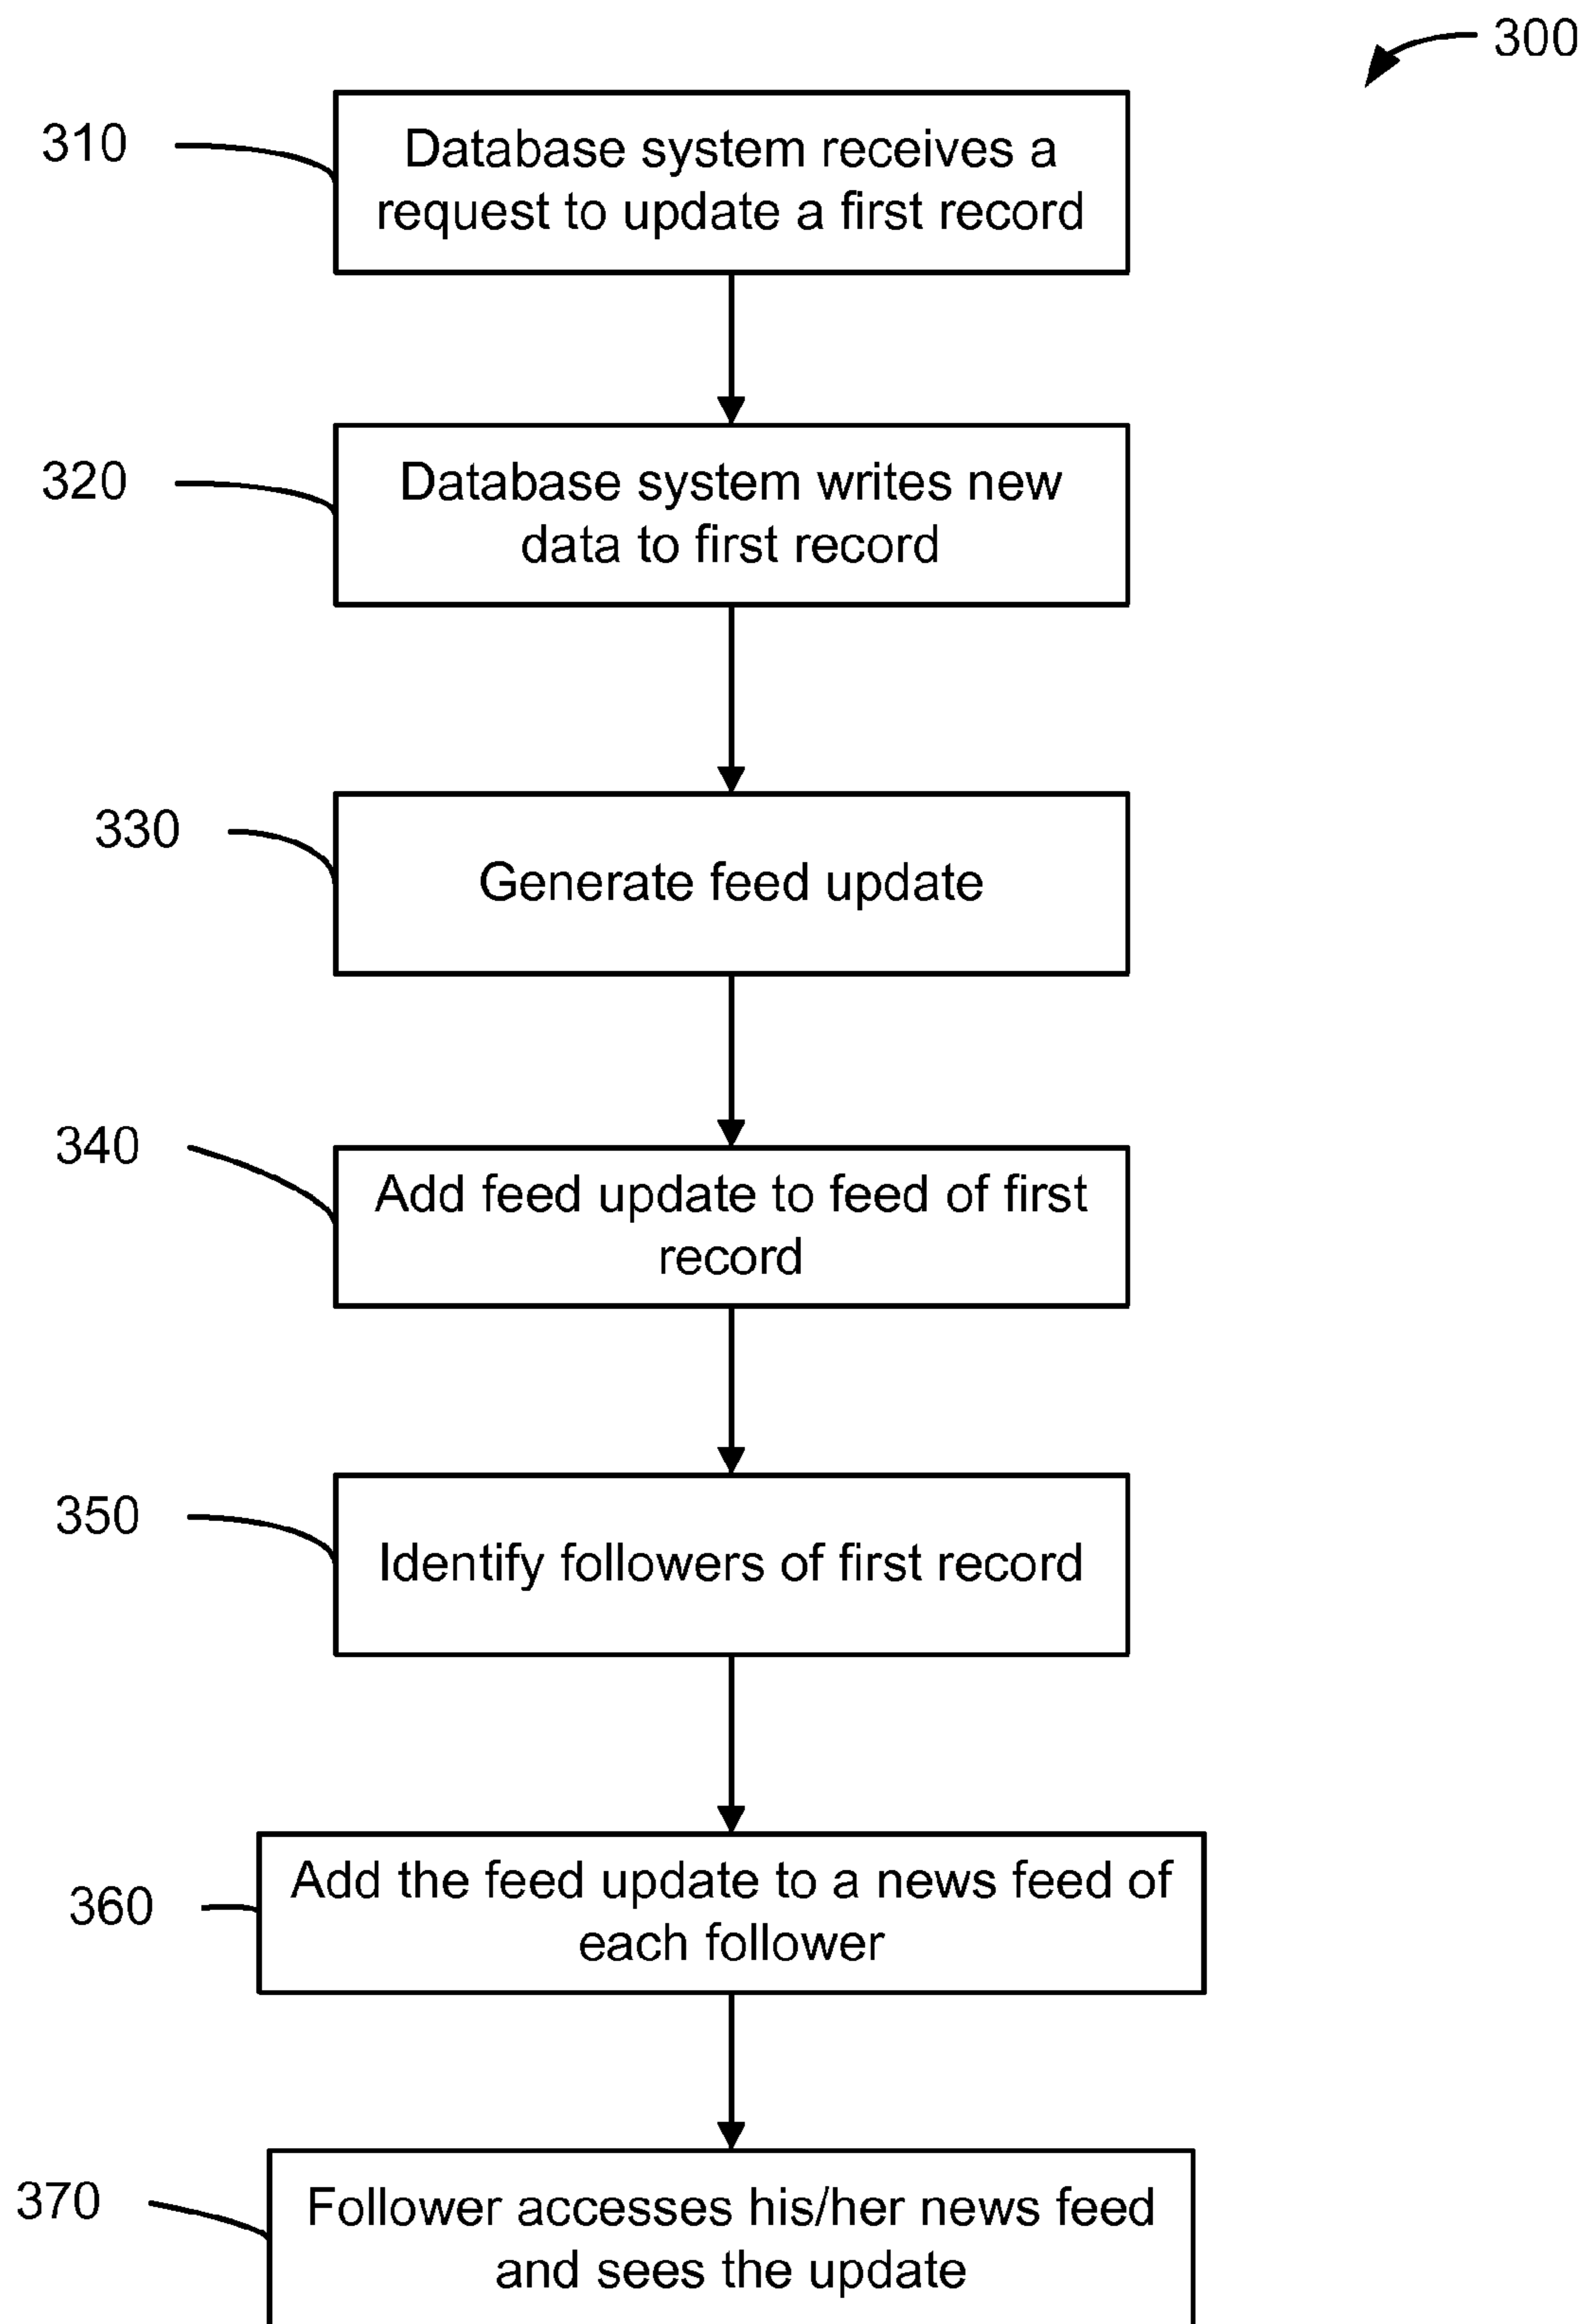 300
310
Database system receives a
request to update a first record
320
Database system writes new
data to first record
330
Generate feed update
340
Add feed update to feed of first
record
350
Identify followers of first record
360
Add the feed update to a news feed of
each follower
370
Follower accesses his/her news feed
and sees the update